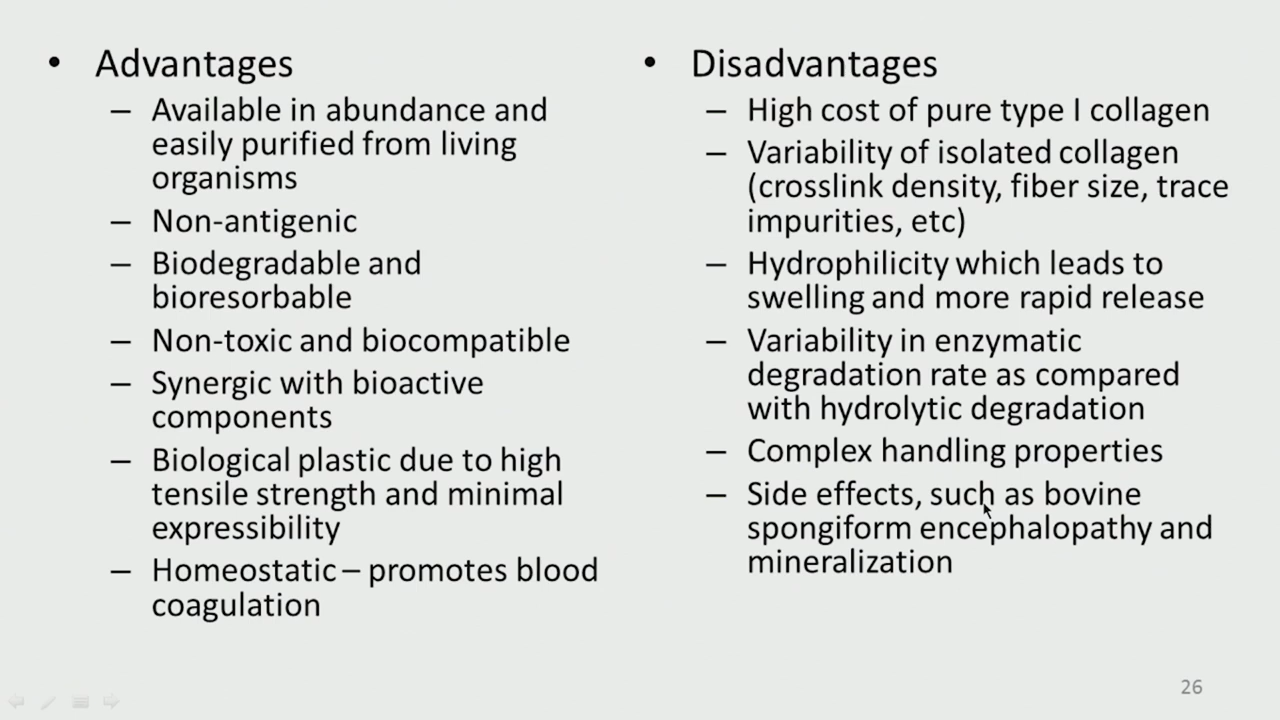 • Advantages
– Available in abundance and
easily purified from living
organisms
– Non-antigenic
– Biodegradable and
bioresorbable
– Non-toxic and biocompatible
– Synergic with bioactive
components
– Biological plastic due to high
tensile strength and minimal
expressibility
– Homeostatic – promotes blood
coagulation
• Disadvantages
– High cost of pure type I collagen
– Variability of isolated collagen
(crosslink density, fiber size, trace
impurities, etc)
– Hydrophilicity which leads to
swelling and more rapid release
– Variability in enzymatic
degradation rate as compared
with hydrolytic degradation
– Complex handling properties
– Side effects, such as bovine
spongiform encephalopathy and
mineralization
26